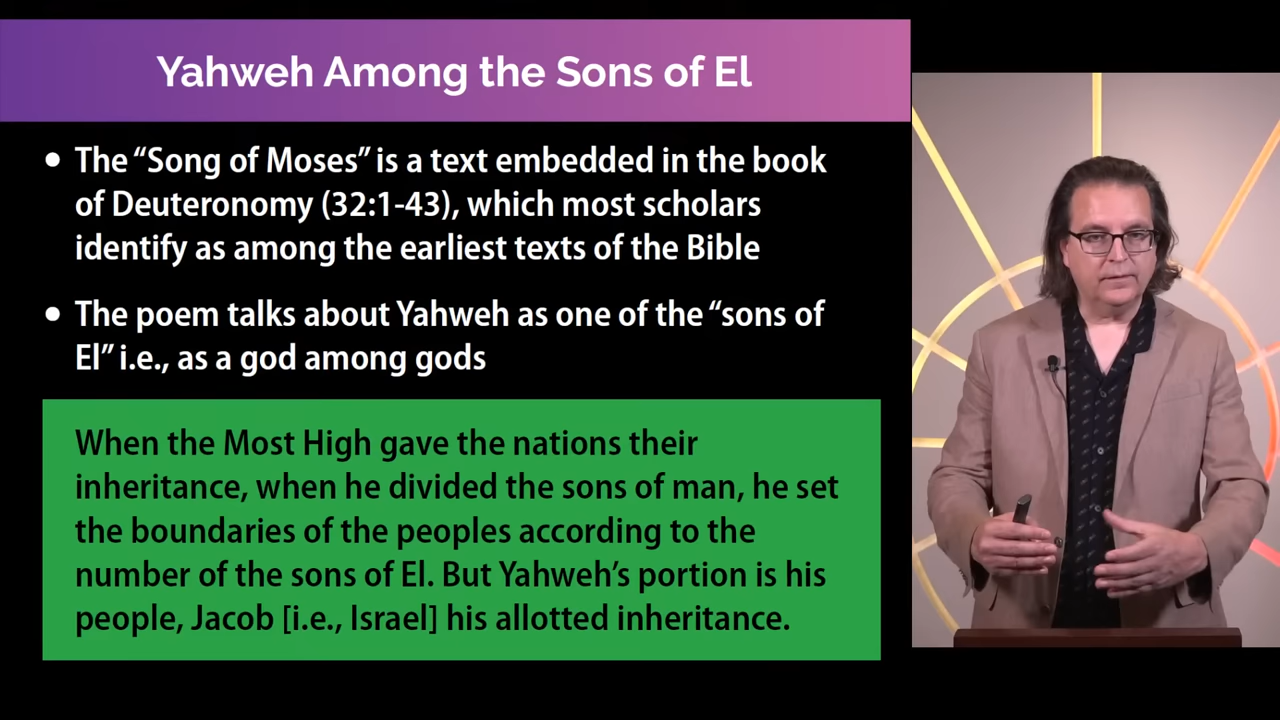 Yahweh Among the Sons of El
• The “Song of Moses” is a text embedded in the book
of Deuteronomy (32:1-43), which most scholars
identify as among the earliest texts of the Bible
• The poem talks about Yahweh as one of the “sons of
El” i.e., as a god among gods
When the Most High gave the nations their
inheritance, when he divided the sons of man, he set
the boundaries of the peoples according to the
number of the sons of El. But Yahweh’s portion is his
people, Jacob [i.e., Israel] his allotted inheritance.